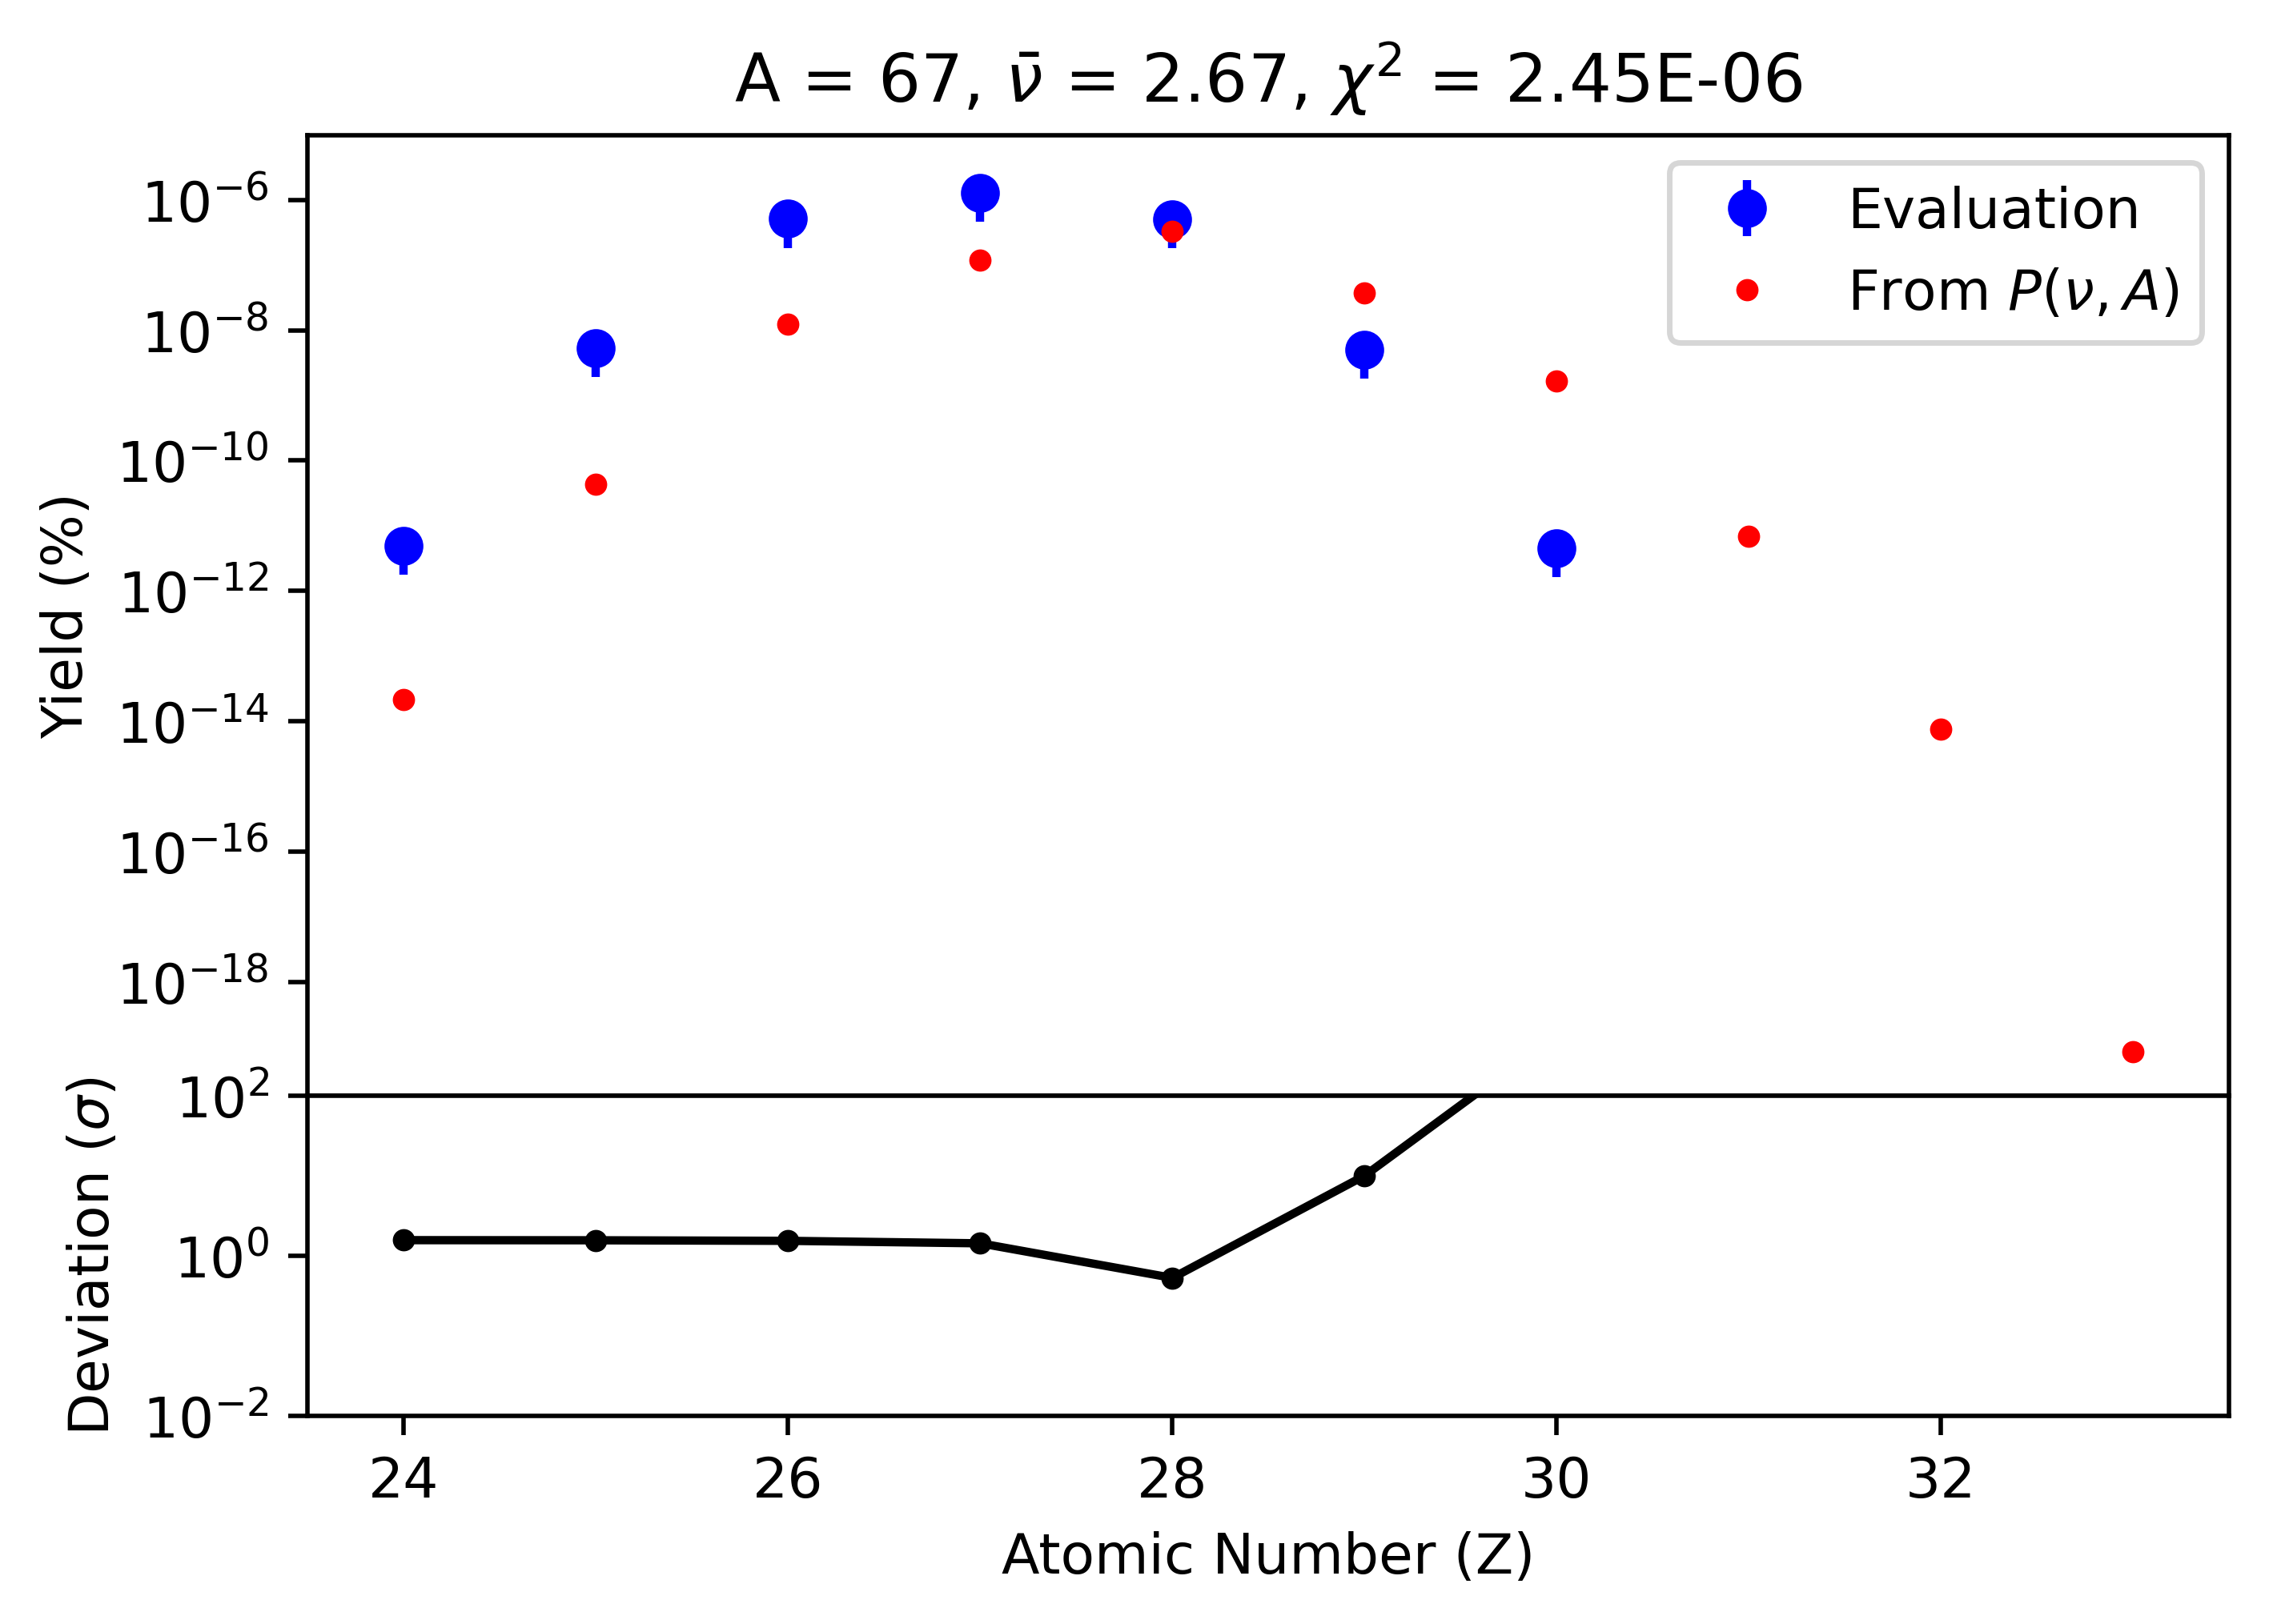 A = 67, ν̄ = 2.67, χ² = 2.45E-06
Evaluation
From P(ν, A)
Yield (%)
10⁻⁶
10⁻⁸
10⁻¹⁰
10⁻¹²
10⁻¹⁴
10⁻¹⁶
10⁻¹⁸
Deviation (σ)
10²
10⁰
10⁻²
24 26 28 30 32
Atomic Number (Z)